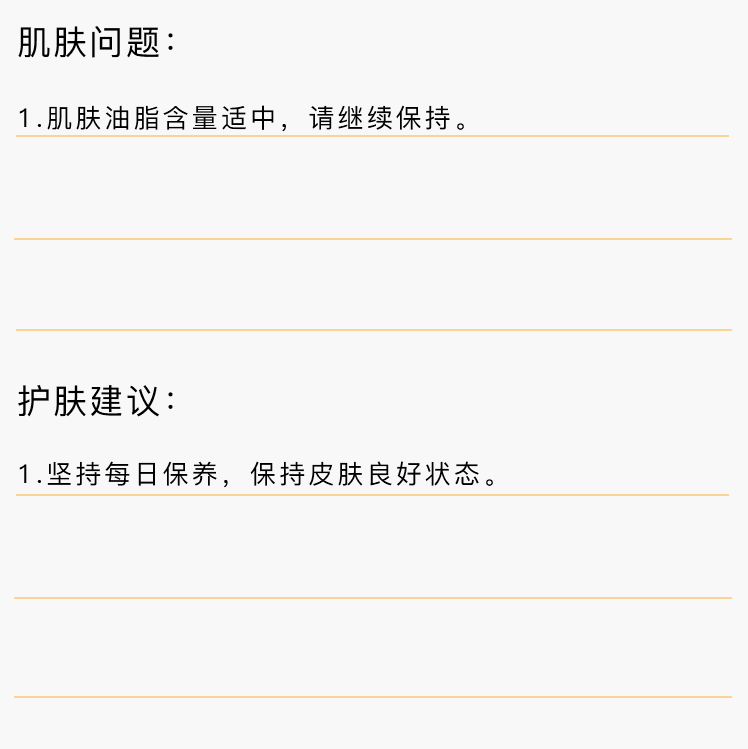 肌肤问题：
1.肌肤油脂含量适中，请继续保持。
护肤建议：
1.坚持每日保养，保持皮肤良好状态。